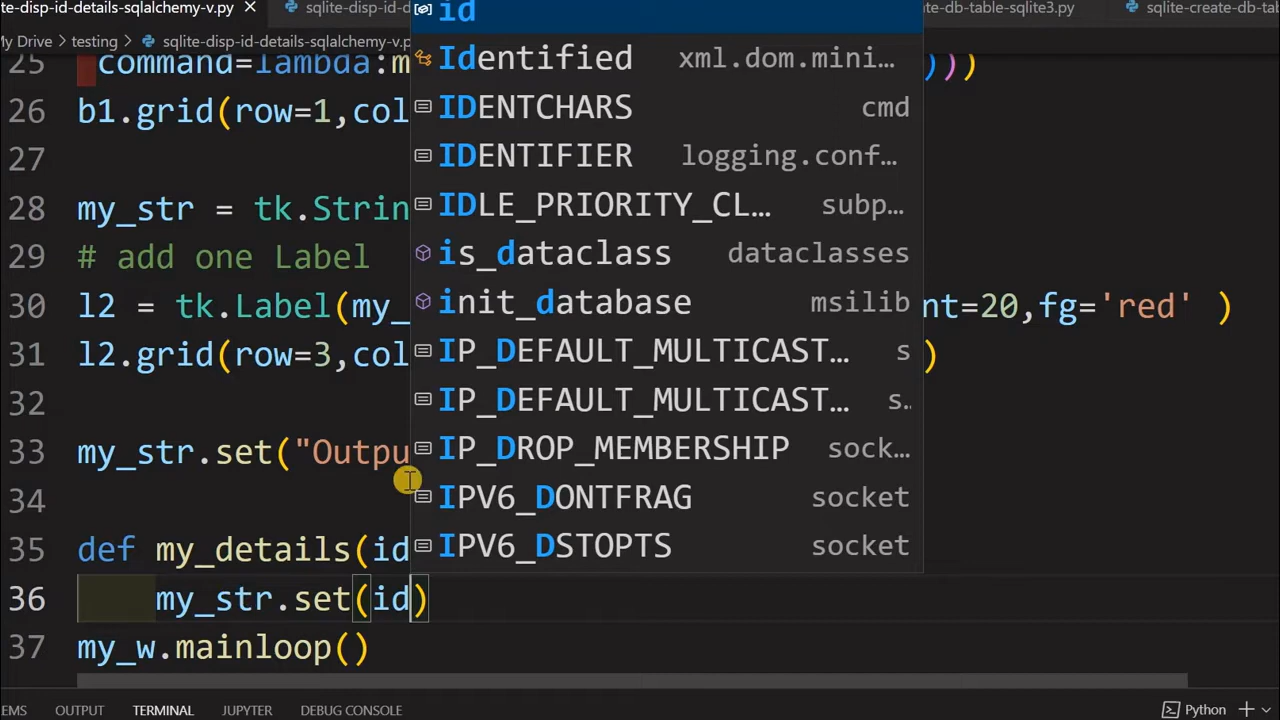 te-disp-id-details-sqlalchemy-v.py sqlite-disp-id-details-sq -db-table-sqlite3.py sqlite-create-db-ta
My Drive > testing > sqlite-disp-id-details-sqlalchemy-v.p
id
25 command=lambda:m )))
Identified xml.dom.mini...
26 b1.grid(row=1,col
IDENTCHARS cmd
27
IDENTIFIER logging.conf...
28 my_str = tk.Strin
IDLE_PRIORITY_CL... subp...
29 # add one Label
is_dataclass dataclasses
30 l2 = tk.Label(my_ nt=20,fg='red' )
init_database msilib
31 l2.grid(row=3,col )
IP_DEFAULT_MULTICAST... s
32
IP_DEFAULT_MULTICAST... s..
33 my_str.set("Outpu
IP_DROP_MEMBERSHIP sock...
34
IPV6_DONTFRAG socket
35 def my_details(id
IPV6_DSTOPTS socket
36 my_str.set(id)
37 my_w.mainloop()
EMS OUTPUT TERMINAL JUPYTER DEBUG CONSOLE Python